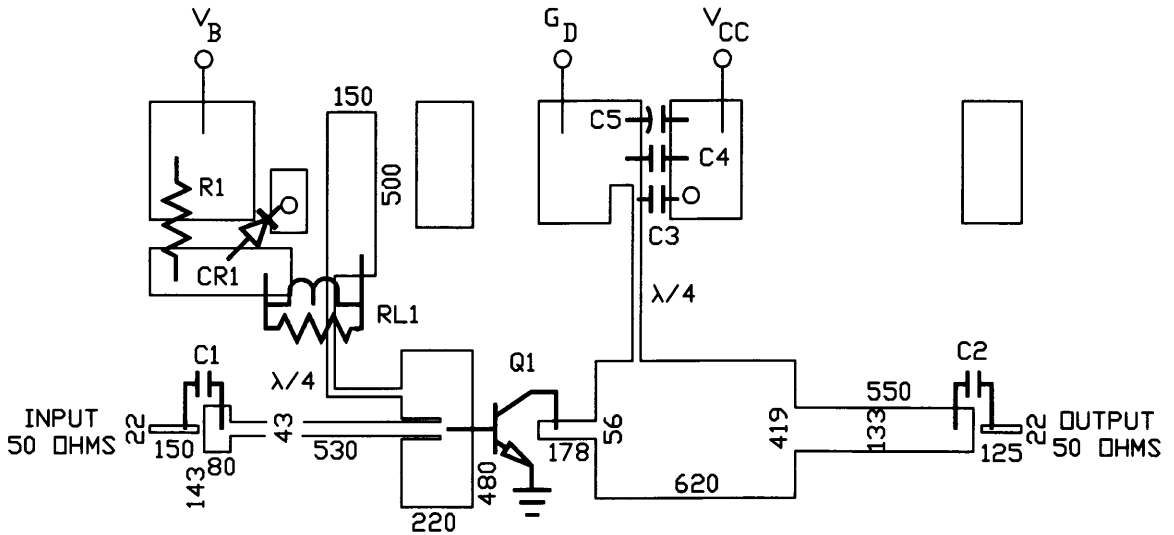 V B
G D
V CC
150
C5
C4
R1
500
C3
CR1
λ/4
RL1
C1
Q1
C2
λ/4
550
INPUT
50 OHMS
22
150
80
143
43
530
220
480
178
56
620
419
133
22
125
OUTPUT
50 OHMS